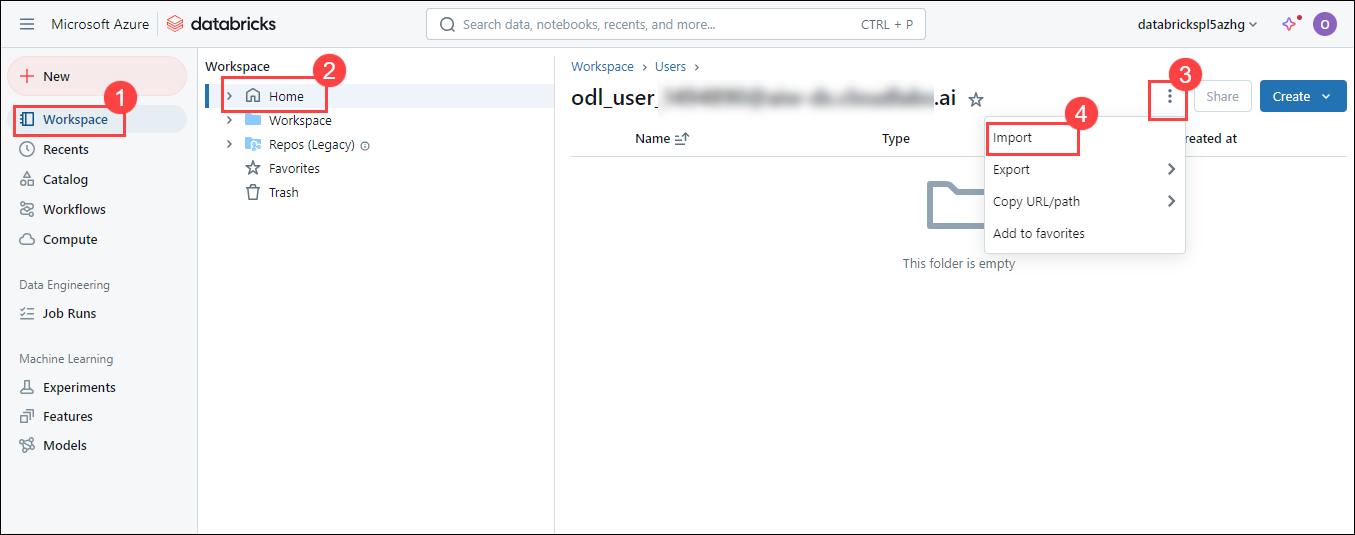 Microsoft Azure databricks
Search data, notebooks, recents, and more... CTRL + P
databrickspl5azhg
O
New
1
Workspace
Recents
Catalog
Workflows
Compute
Data Engineering
Job Runs
Machine Learning
Experiments
Features
Models
Workspace
2
Home
Workspace
Repos (Legacy)
Favorites
Trash
Workspace > Users >
odl_user_ .ai
3
Share
Create
4
Name Type reated at
Import
Export
Copy URL/path
Add to favorites
This folder is empty